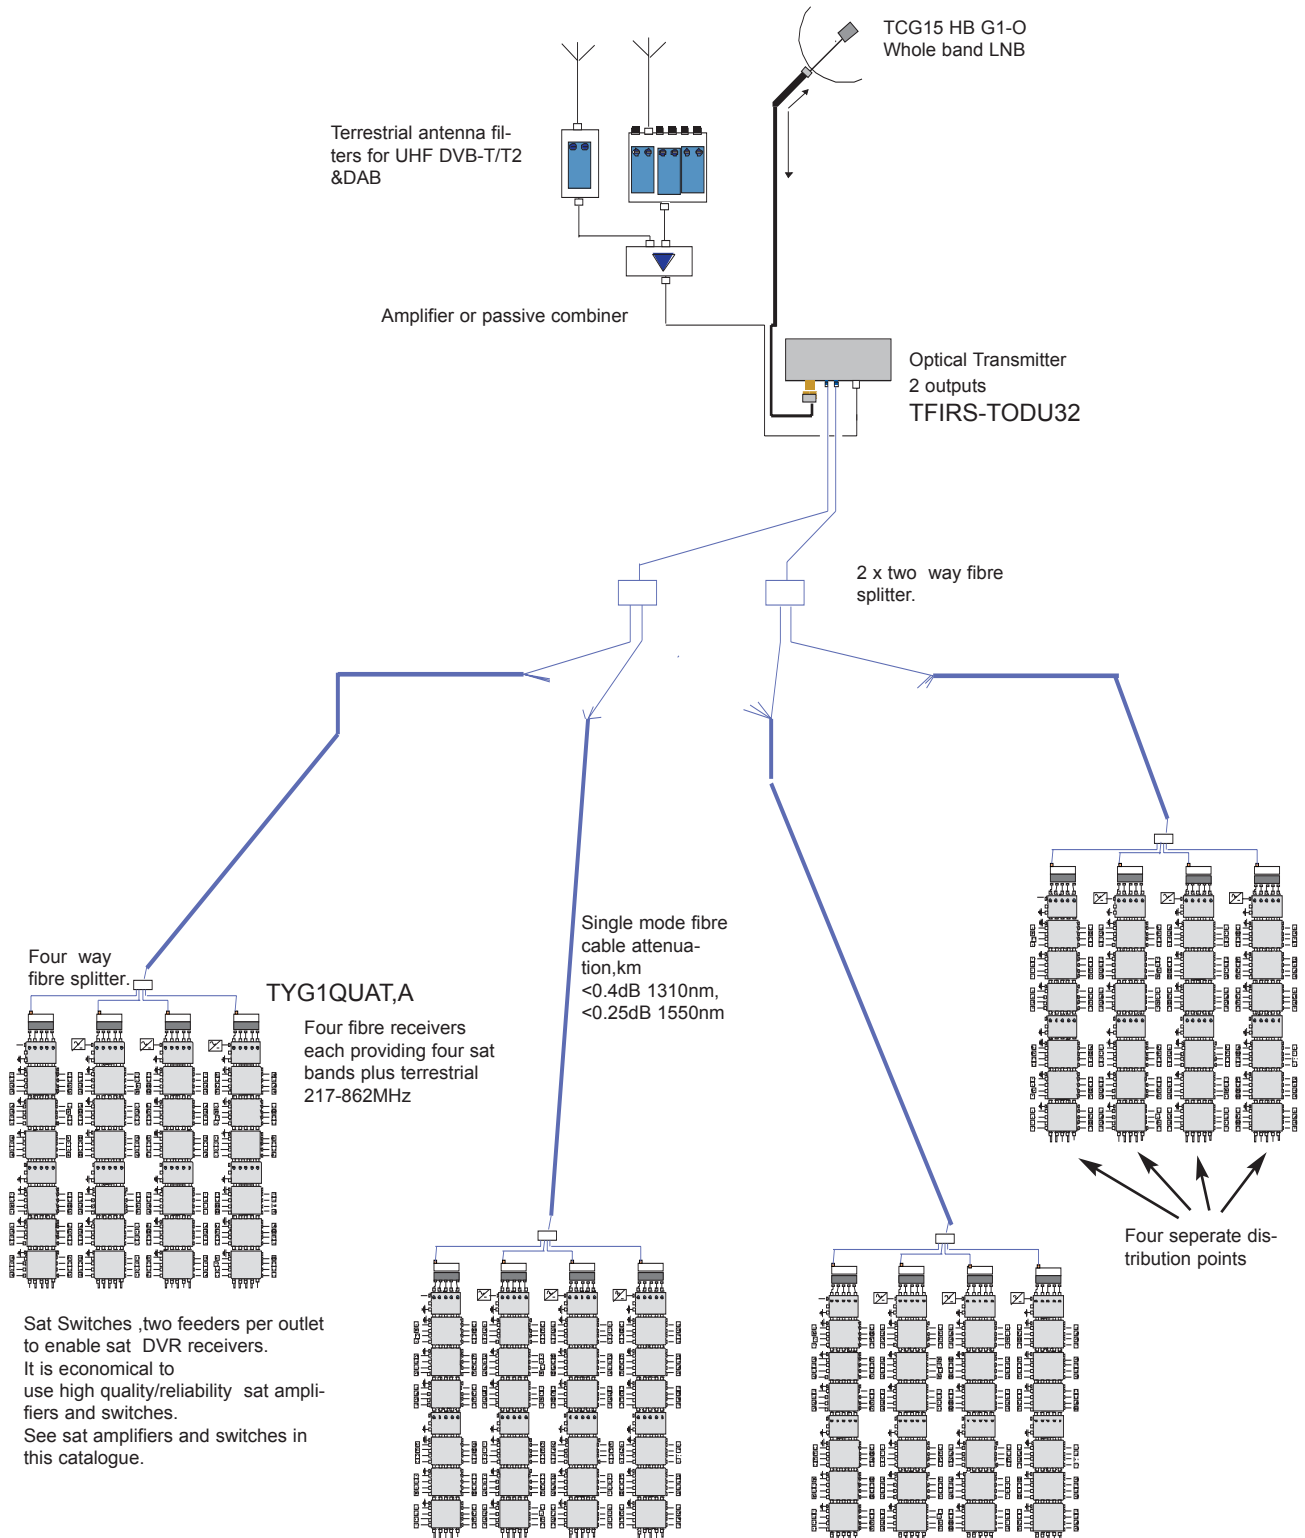 TCG15 HB G1-O
Whole band LNB
Terrestrial antenna fil-
ters for UHF DVB-T/T2
&DAB
Amplifier or passive combiner
Optical Transmitter
2 outputs
TFIRS-TODU32
2 x two way fibre
splitter.
Single mode fibre
cable attenua-
tion,km
<0.4dB 1310nm,
<0.25dB 1550nm
Four way
fibre splitter.
TYG1QUAT,A
Four fibre receivers
each providing four sat
bands plus terrestrial
217-862MHz
Four seperate dis-
tribution points
Sat Switches ,two feeders per outlet
to enable sat DVR receivers.
It is economical to
use high quality/reliability sat ampli-
fiers and switches.
See sat amplifiers and switches in
this catalogue.